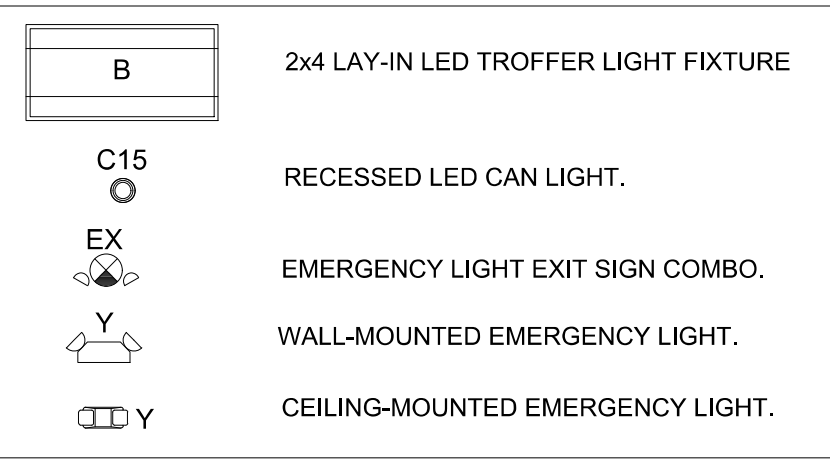 B 2x4 LAY-IN LED TROFFER LIGHT FIXTURE
C15
RECESSED LED CAN LIGHT.
EX
EMERGENCY LIGHT EXIT SIGN COMBO.
Y
WALL-MOUNTED EMERGENCY LIGHT.
Y CEILING-MOUNTED EMERGENCY LIGHT.